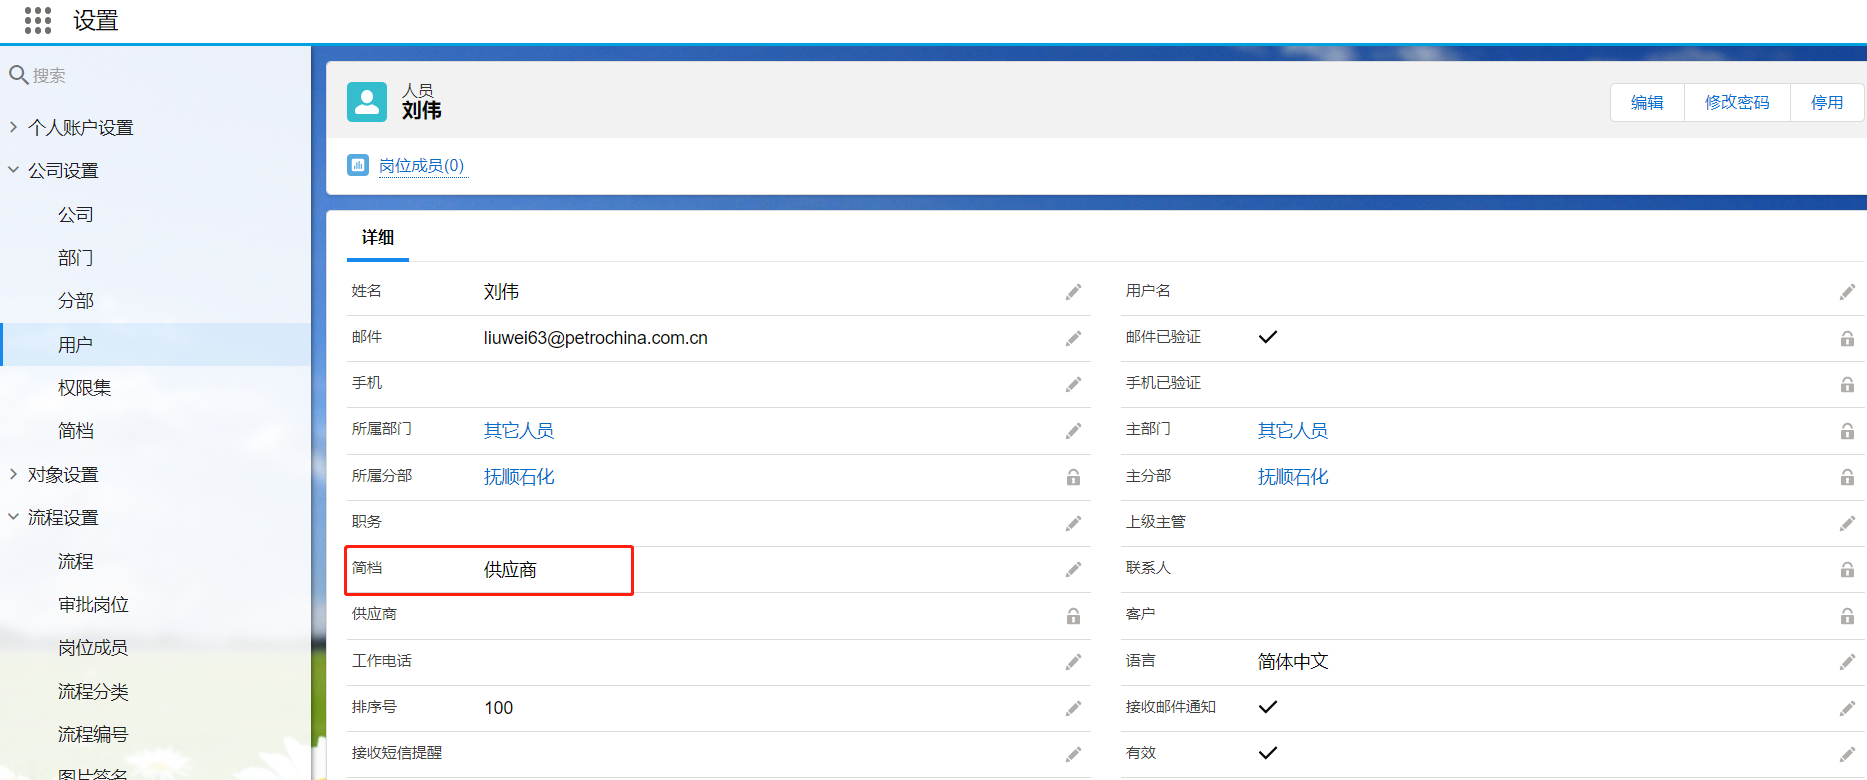 设置
搜索
个人账户设置
公司设置
公司
部门
分部
用户
权限集
简档
对象设置
流程设置
流程
审批岗位
岗位成员
流程分类
流程编号
图片签名
人员
刘伟
编辑
修改密码
停用
岗位成员(0)
详细
姓名 刘伟
用户名
邮件 liuwei63@petrochina.com.cn
邮件已验证
手机
手机已验证
所属部门 其它人员
主部门 其它人员
所属分部 抚顺石化
主分部 抚顺石化
职务
上级主管
简档 供应商
联系人
供应商
客户
工作电话
语言 简体中文
排序号 100
接收邮件通知
接收短信提醒
有效